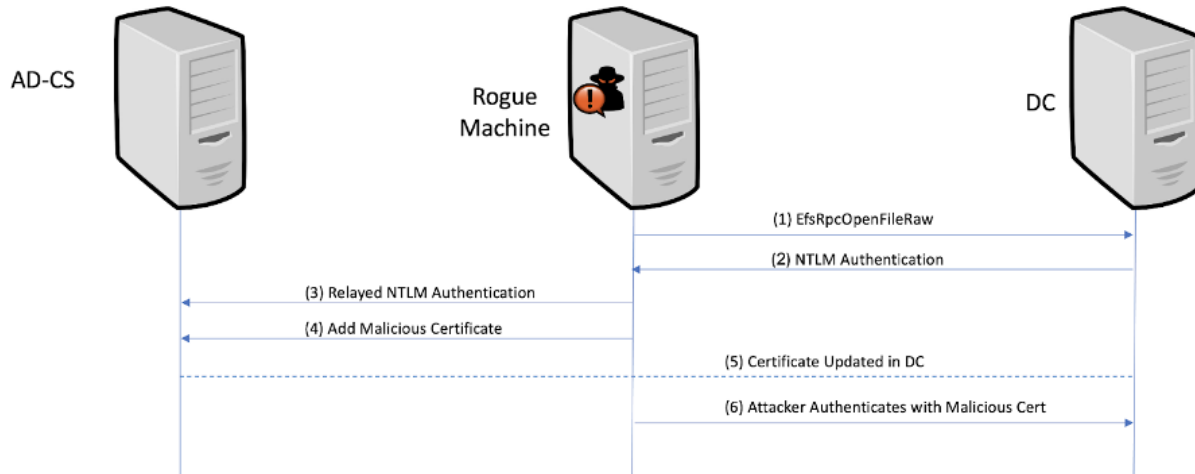 AD-CS
Rogue
Machine
!
DC
(1) EfsRpcOpenFileRaw
(2) NTLM Authentication
(3) Relayed NTLM Authentication
(4) Add Malicious Certificate
(5) Certificate Updated in DC
(6) Attacker Authenticates with Malicious Cert